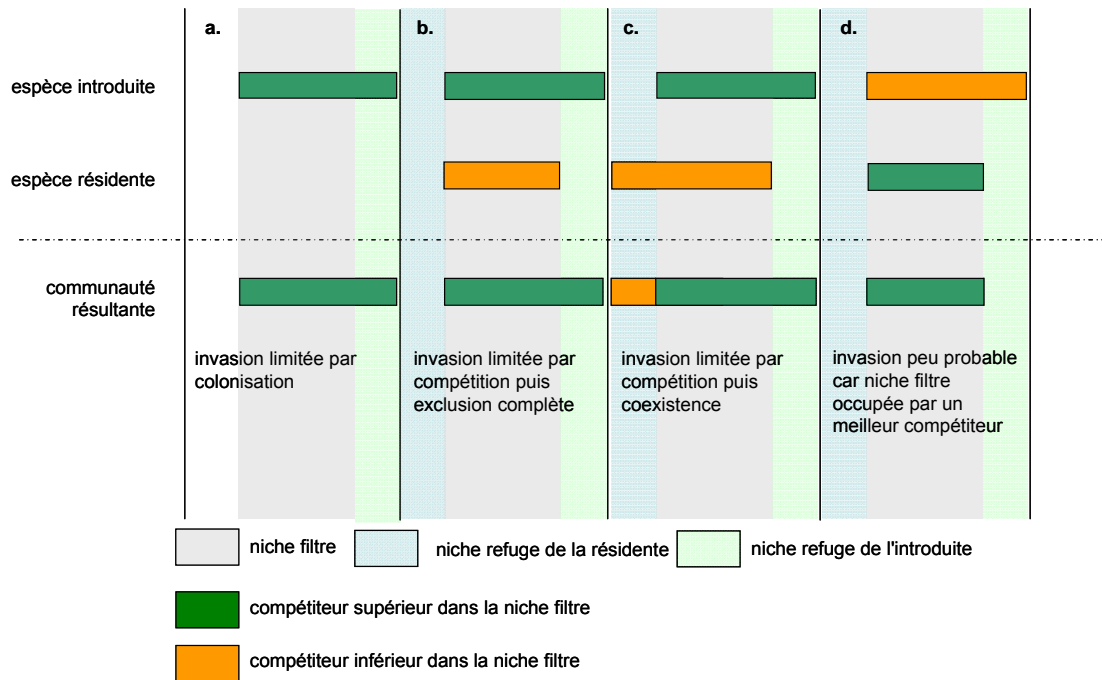 a.
b.
c.
d.
espèce introduite
espèce résidente
communauté
résultante
invasion limitée par
colonisation
invasion limitée par
compétition puis
exclusion complète
invasion limitée par
compétition puis
coexistence
invasion peu probable
car niche filtre
occupée par un
meilleur compétiteur
niche filtre
niche refuge de la résidente
niche refuge de l'introduite
compétiteur supérieur dans la niche filtre
compétiteur inférieur dans la niche filtre